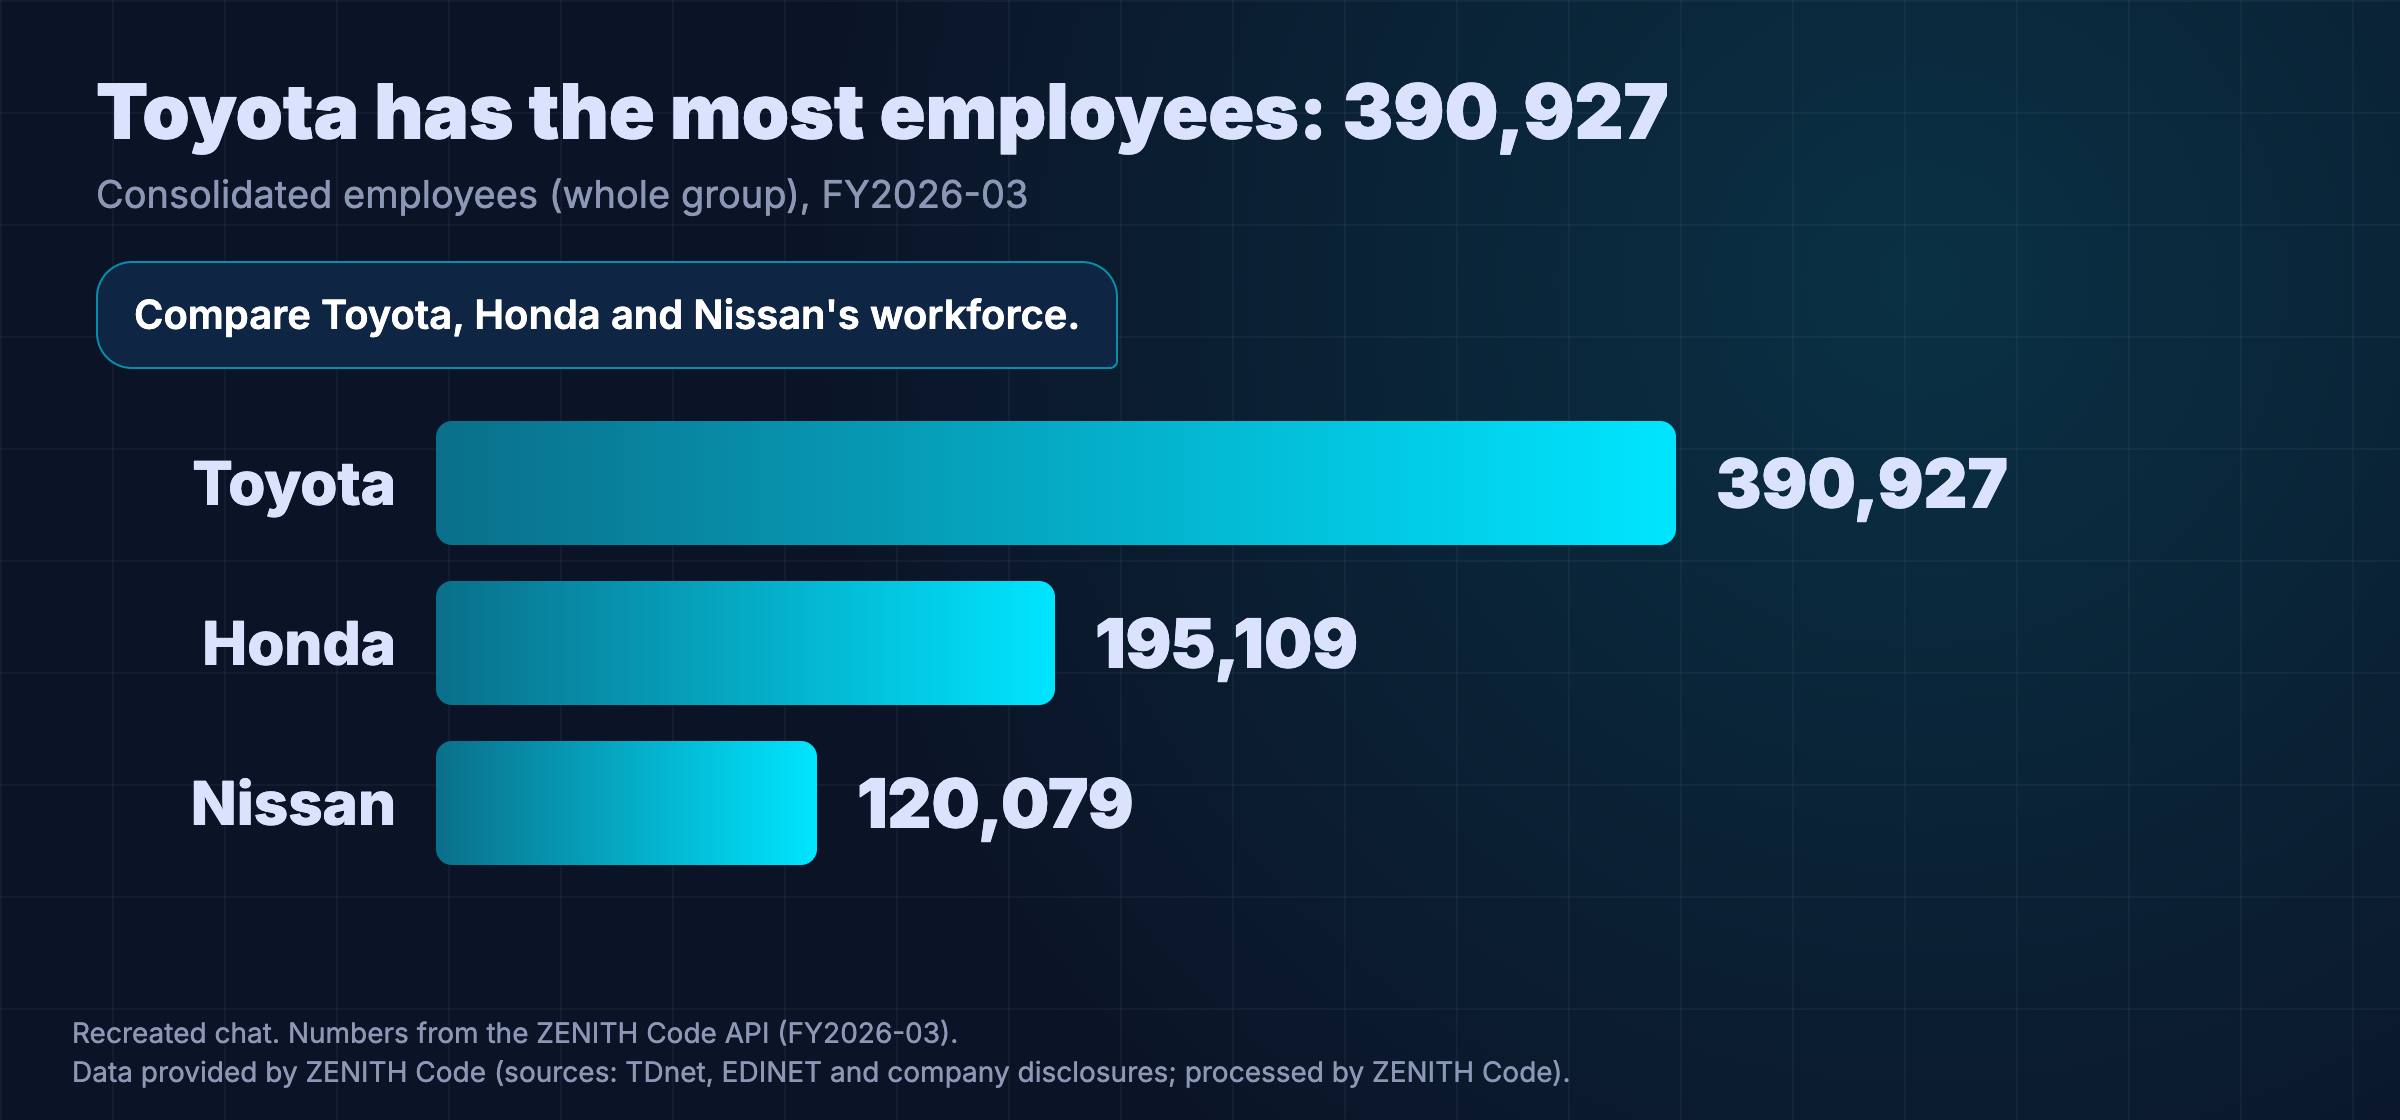 Toyota has the most employees: 390,927
Consolidated employees (whole group), FY2026-03
Compare Toyota, Honda and Nissan's workforce.
Toyota 390,927
Honda 195,109
Nissan 120,079
Recreated chat. Numbers from the ZENITH Code API (FY2026-03).
Data provided by ZENITH Code (sources: TDnet, EDINET and company disclosures; processed by ZENITH Code).